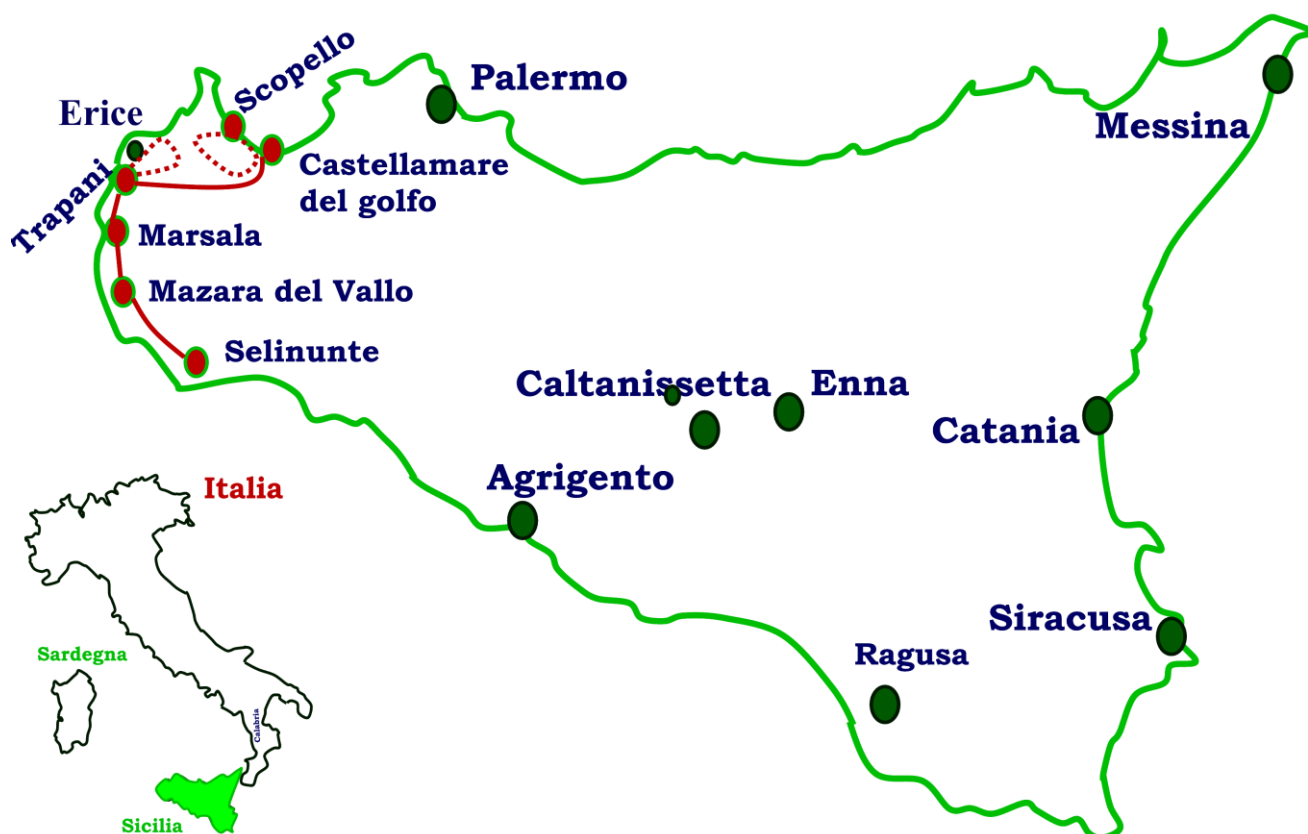 Scopello
Palermo
Erice
Messina
Castellamare
del golfo
Trapani
Marsala
Mazara del Vallo
Selinunte
Caltanissetta
Enna
Catania
Agrigento
Italia
Siracusa
Ragusa
Sardegna
Calabria
Sicilia